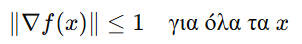 ‖∇f(x)‖ ≤ 1 για όλα τα x